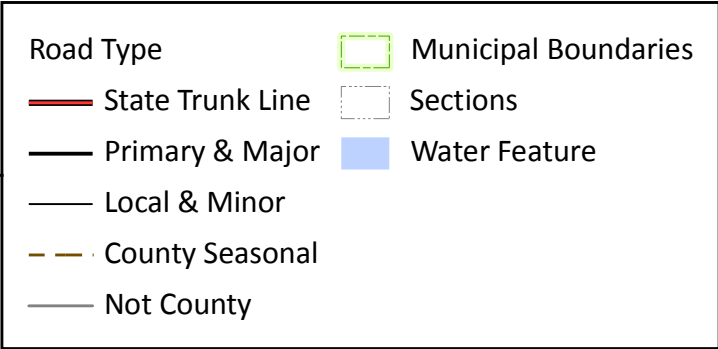 Road Type
State Trunk Line
Primary & Major
Local & Minor
County Seasonal
Not County
Municipal Boundaries
Sections
Water Feature